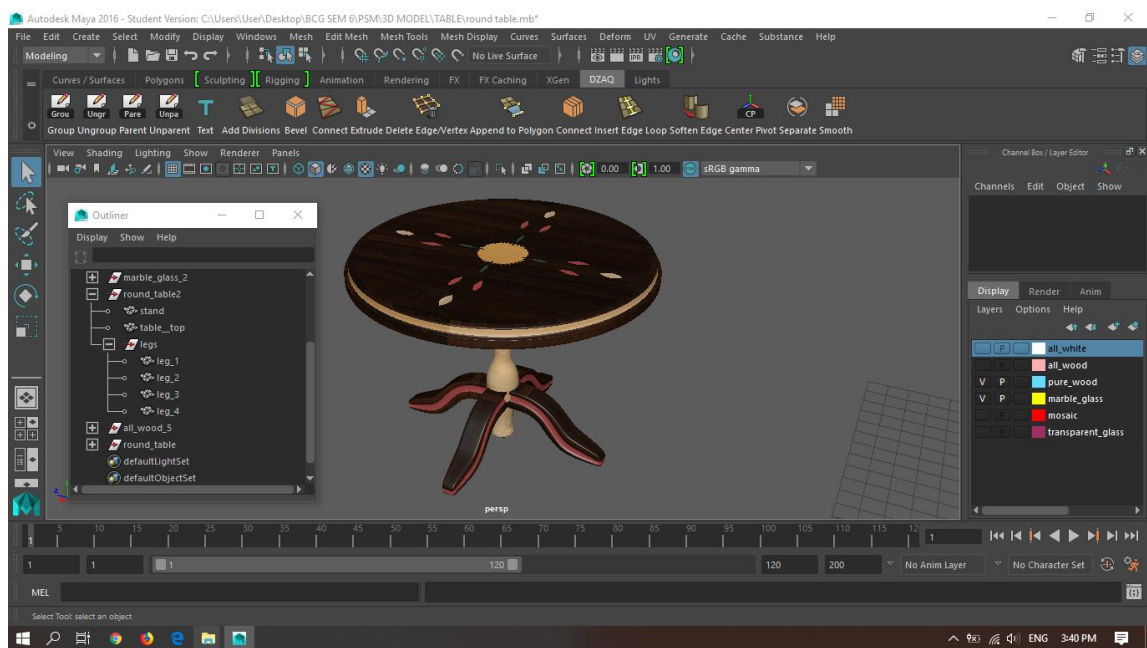 Autodesk Maya 2016 - Student Version: C:\Users\User\Desktop\BCG SEM 6\PSM\3D MODEL\TABLE\round table.mb*
File Edit Create Select Modify Display Windows Mesh Edit Mesh Mesh Tools Mesh Display Curves Surfaces Deform UV Generate Cache Substance Help
Modeling No Live Surface
Curves / Surfaces Polygons Sculpting Rigging Animation Rendering FX FX Caching XGen DZAQ Lights
Grou Ungr Pare Unpa CP
Group Ungroup Parent Unparent Text Add Divisions Bevel Connect Extrude Delete Edge/Vertex Append to Polygon Connect Insert Edge Loop Soften Edge Center Pivot Separate Smooth
View Shading Lighting Show Renderer Panels
0.00 1.00 sRGB gamma
Channel Box / Layer Editor
Channels Edit Object Show
Outliner
Display Show Help
marble_glass_2
round_table2
stand
table__top
legs
leg_1
leg_2
leg_3
leg_4
all_wood_5
round_table
defaultLightSet
defaultObjectSet
persp
Display Render Anim
Layers Options Help
P all_white
P all_wood
V P pure_wood
V P marble_glass
P mosaic
P transparent_glass
1 5 10 15 20 25 30 35 40 45 50 55 60 65 70 75 80 85 90 95 100 105 110 115 12 1
1 1 1 120 120 200 No Anim Layer No Character Set
MEL
Select Tool: select an object
ENG 3:40 PM